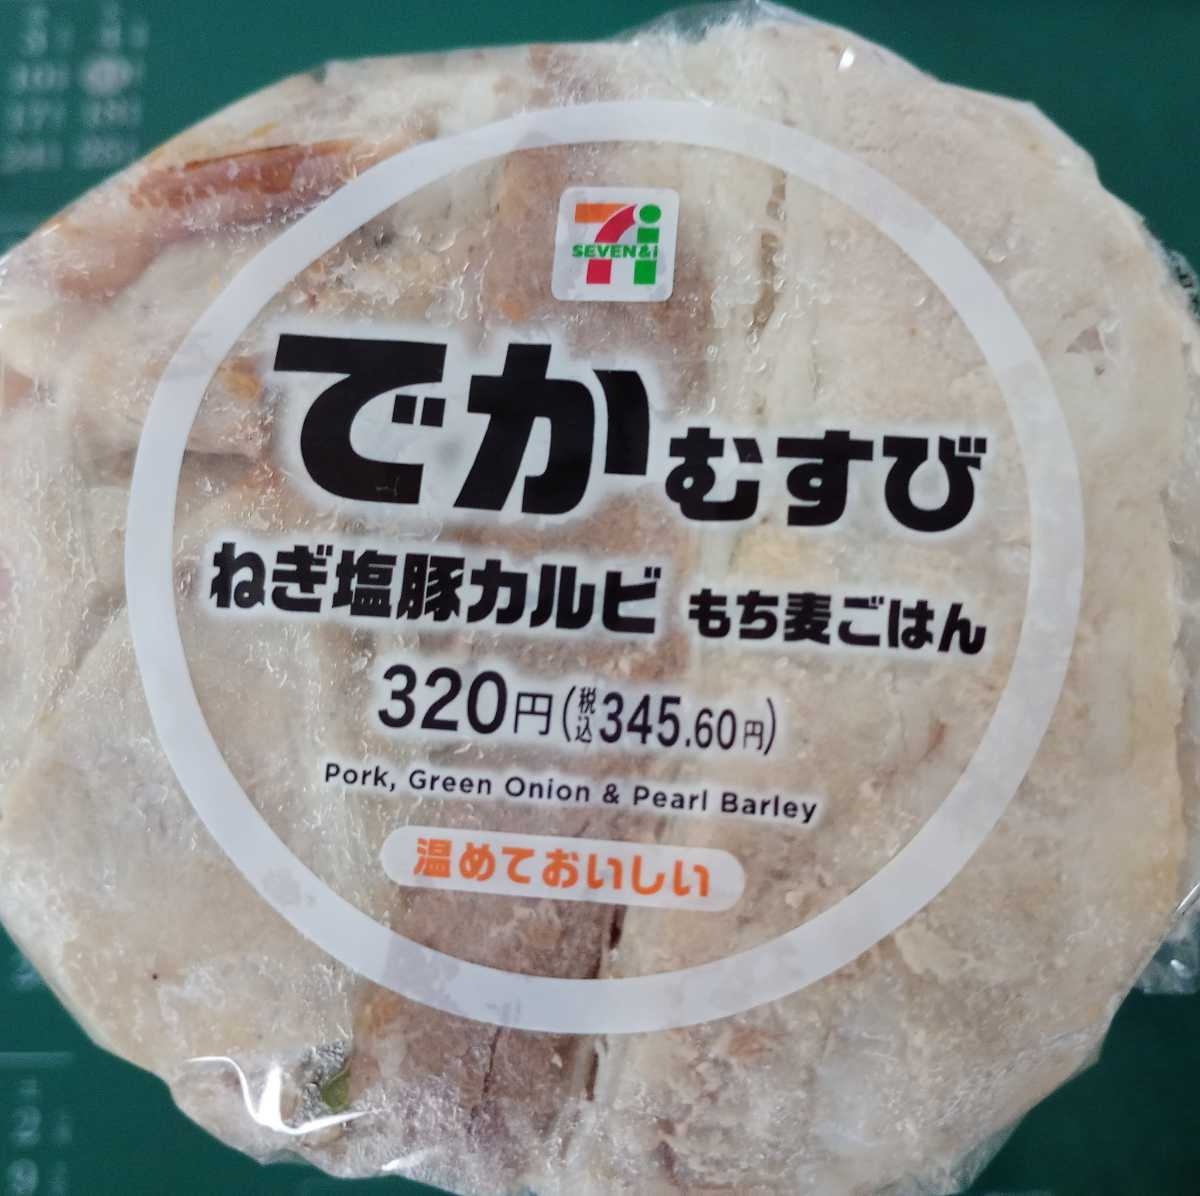 SEVEN&i
でかむすび
ねぎ塩豚カルビ もち麦ごはん
320円(税込345.60円)
Pork, Green Onion & Pearl Barley
温めておいしい